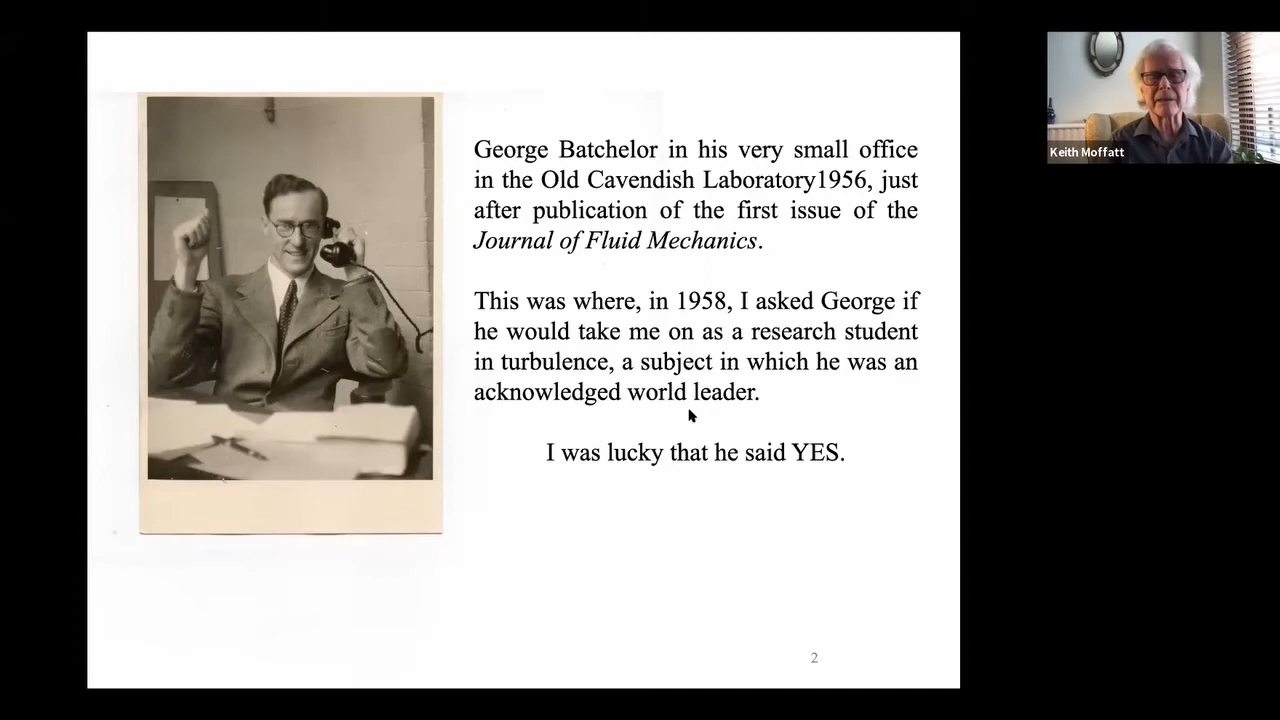 George Batchelor in his very small office
in the Old Cavendish Laboratory1956, just
after publication of the first issue of the
Journal of Fluid Mechanics.
This was where, in 1958, I asked George if
he would take me on as a research student
in turbulence, a subject in which he was an
acknowledged world leader.
I was lucky that he said YES.
2
Keith Moffatt